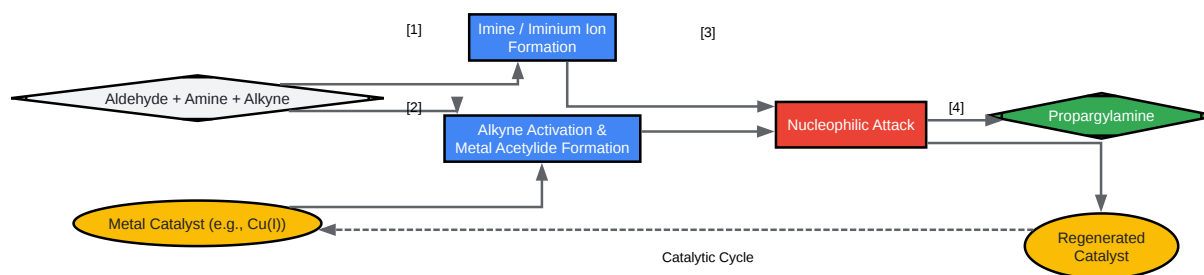 [1]
Imine / Iminium Ion
Formation
[3]
Aldehyde + Amine + Alkyne
[2]
Alkyne Activation &
Metal Acetylide Formation
Nucleophilic Attack
[4]
Propargylamine
Metal Catalyst (e.g., Cu(I))
Regenerated
Catalyst
Catalytic Cycle